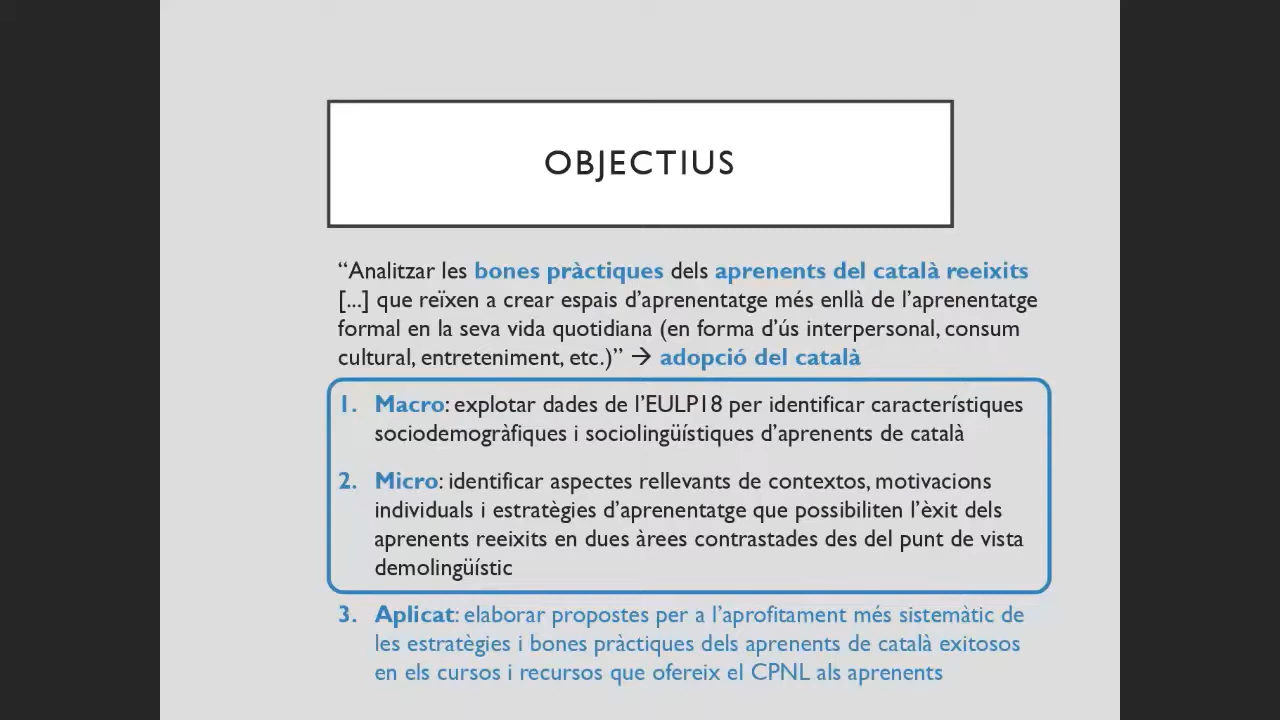 OBJECTIUS
“Analitzar les bones pràctiques dels aprenents del català reeixits
[...] que reïxen a crear espais d’aprenentatge més enllà de l’aprenentatge
formal en la seva vida quotidiana (en forma d’ús interpersonal, consum
cultural, entreteniment, etc.)” → adopció del català
1. Macro: explotar dades de l’EULP18 per identificar característiques
sociodemogràfiques i sociolingüístiques d’aprenents de català
2. Micro: identificar aspectes rellevants de contextos, motivacions
individuals i estratègies d’aprenentatge que possibiliten l’èxit dels
aprenents reeixits en dues àrees contrastades des del punt de vista
demolingüístic
3. Aplicat: elaborar propostes per a l’aprofitament més sistemàtic de
les estratègies i bones pràctiques dels aprenents de català exitosos
en els cursos i recursos que ofereix el CPNL als aprenents